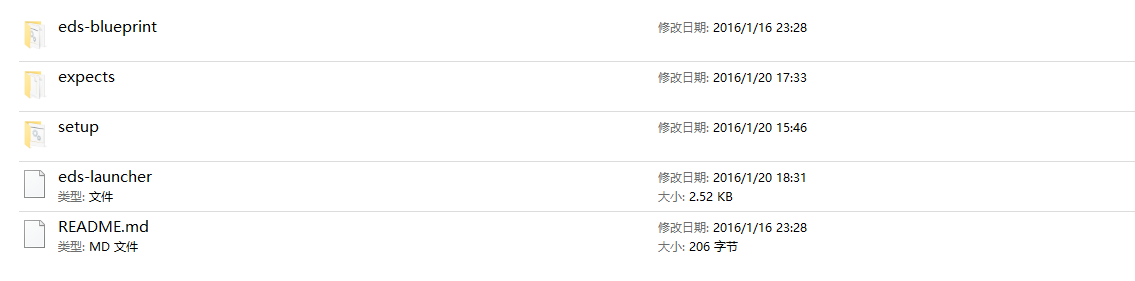 eds-blueprint 修改日期: 2016/1/16 23:28
expects 修改日期: 2016/1/20 17:33
setup 修改日期: 2016/1/20 15:46
eds-launcher 修改日期: 2016/1/20 18:31
类型: 文件 大小: 2.52 KB
README.md 修改日期: 2016/1/16 23:28
类型: MD 文件 大小: 206 字节